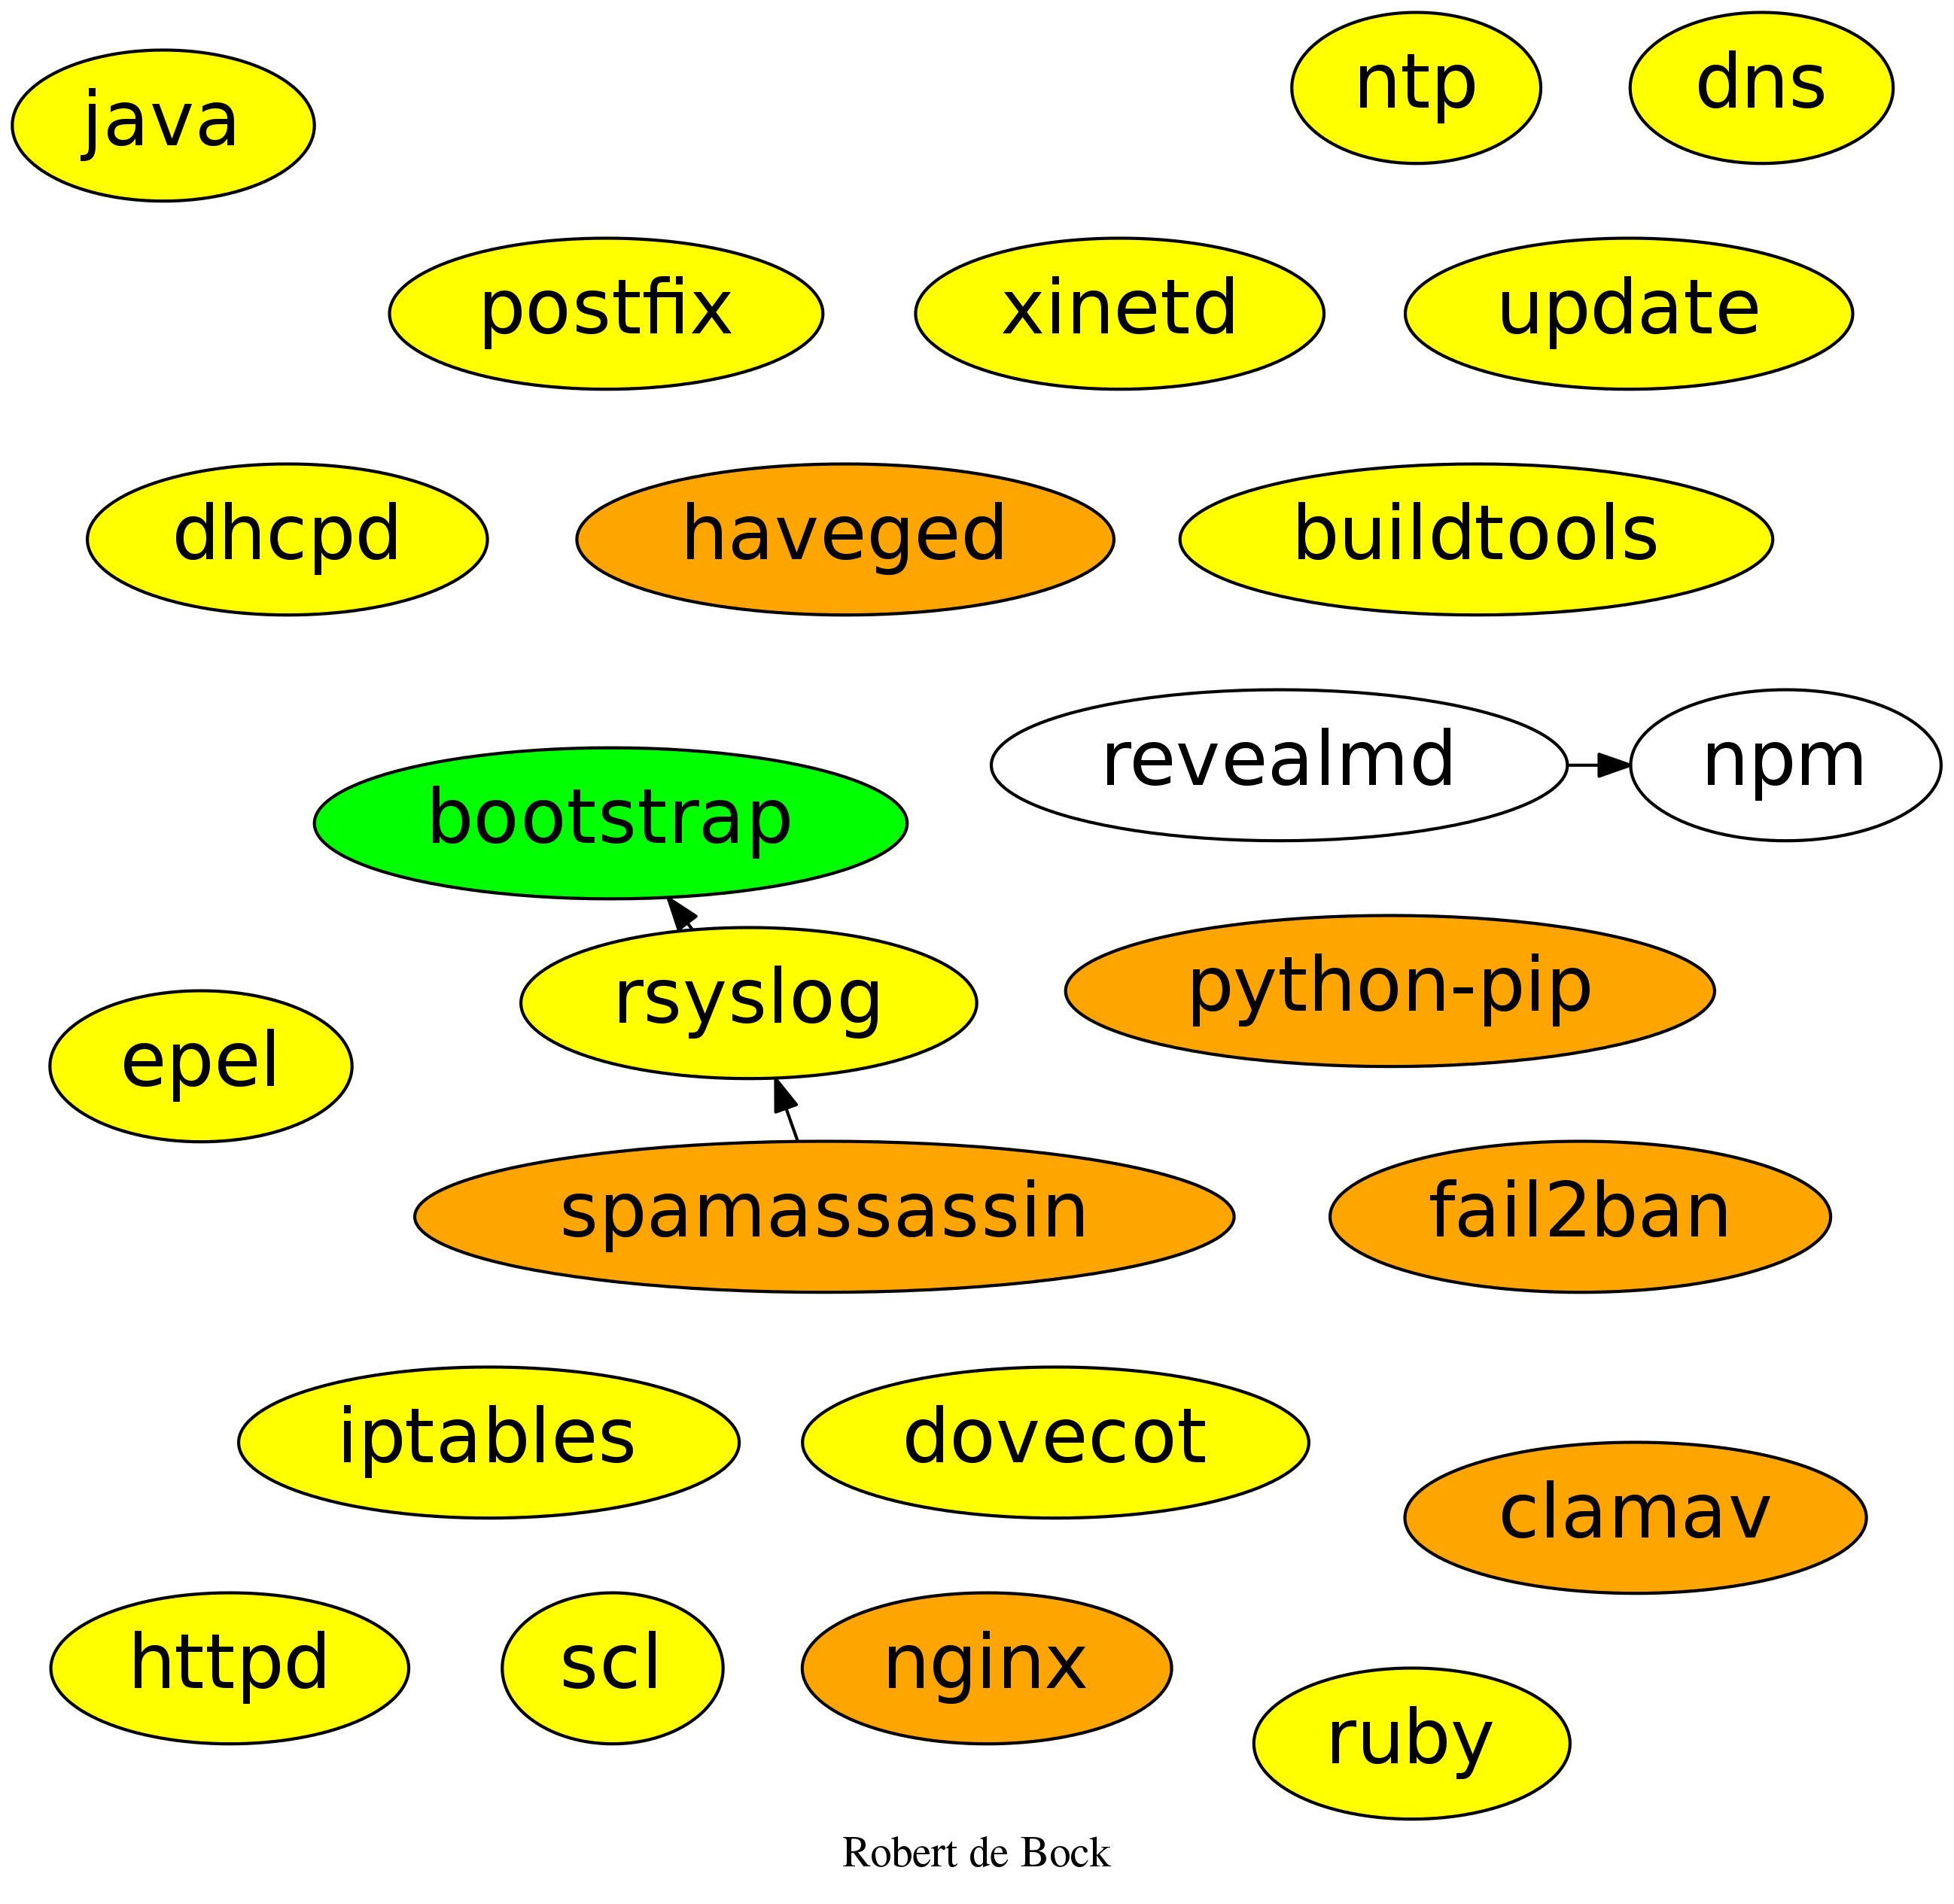 ntp
dns
java
postfix
xinetd
update
dhcpd
haveged
buildtools
revealmd
npm
bootstrap
rsyslog
python-pip
epel
spamassassin
fail2ban
iptables
dovecot
clamav
httpd
scl
nginx
ruby
Robert de Bock